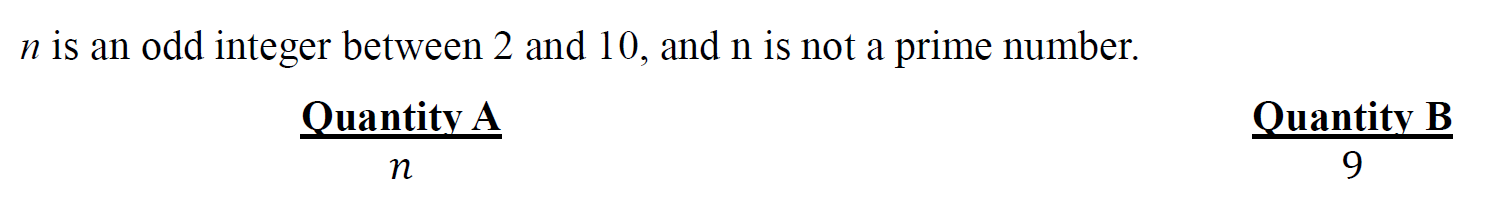 n is an odd integer between 2 and 10, and n is not a prime number.
Quantity A Quantity B
n 9